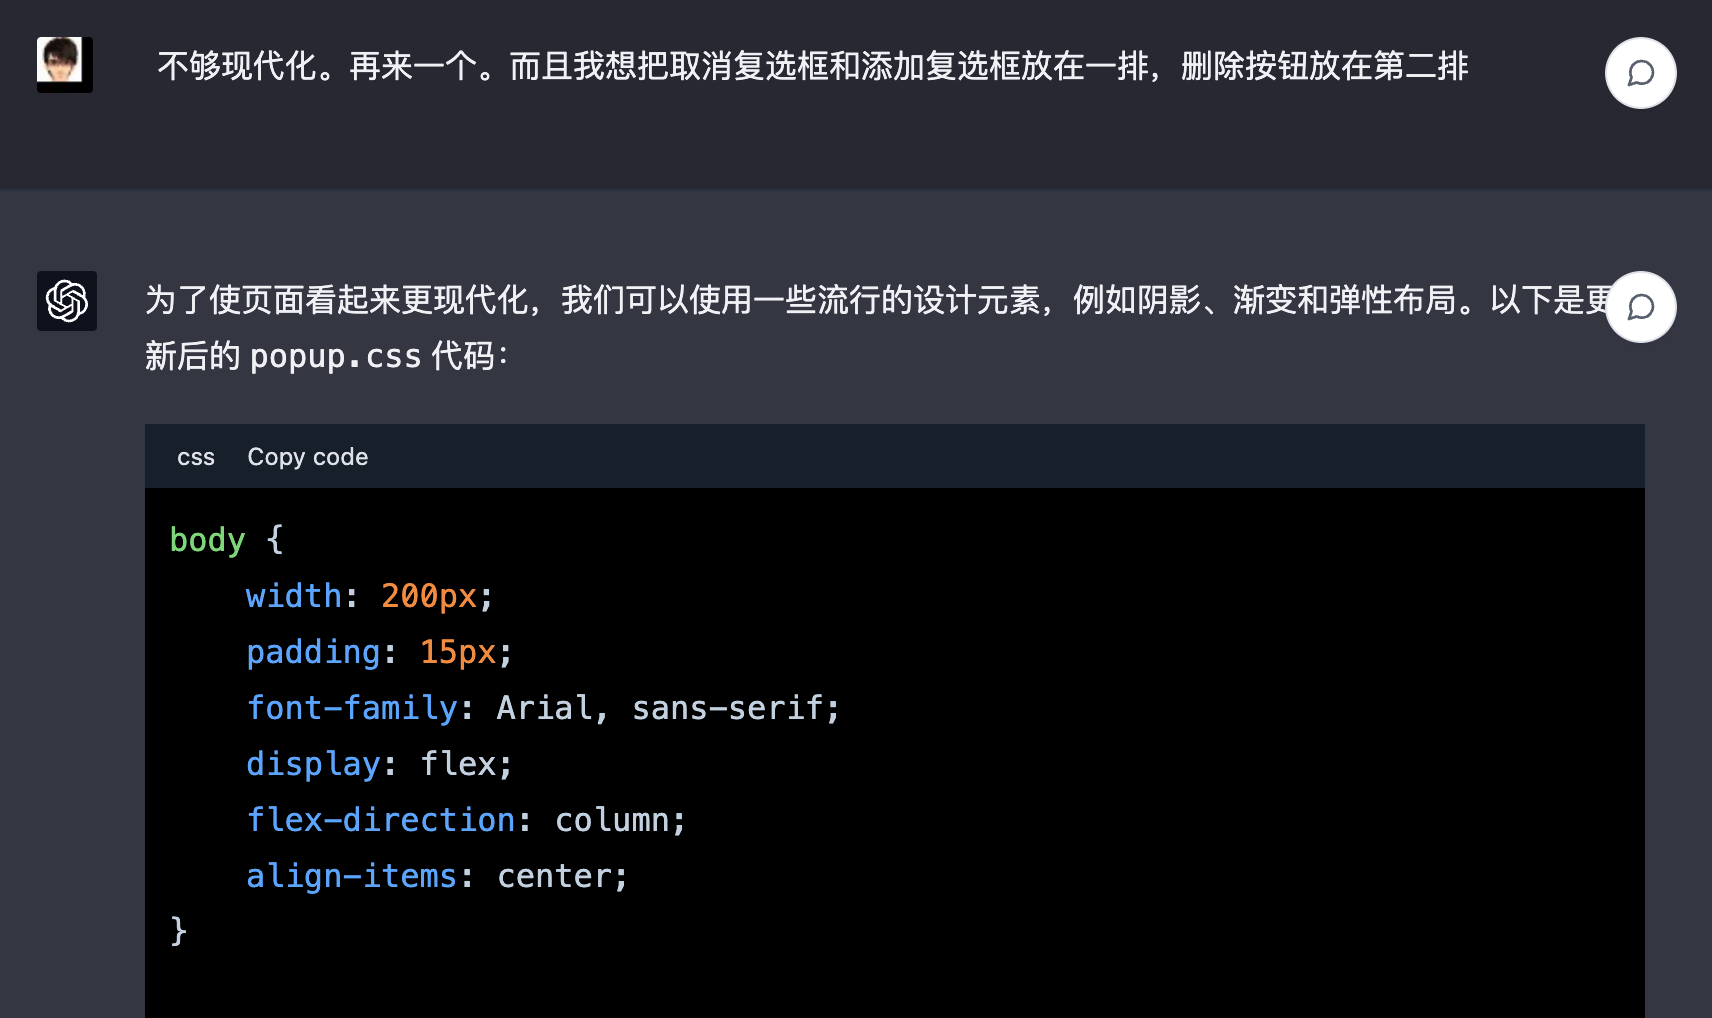 不够现代化。再来一个。而且我想把取消复选框和添加复选框放在一排，删除按钮放在第二排
为了使页面看起来更现代化，我们可以使用一些流行的设计元素，例如阴影、渐变和弹性布局。以下是更
新后的 popup.css 代码：
css Copy code
body {
    width: 200px;
    padding: 15px;
    font-family: Arial, sans-serif;
    display: flex;
    flex-direction: column;
    align-items: center;
}